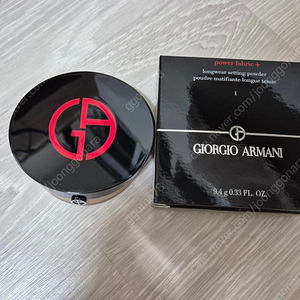 power fabric +
longwear setting powder
poudre matifiante longue tenue
1
GIORGIO ARMANI
9.4 g 0.33 FL. OZ.